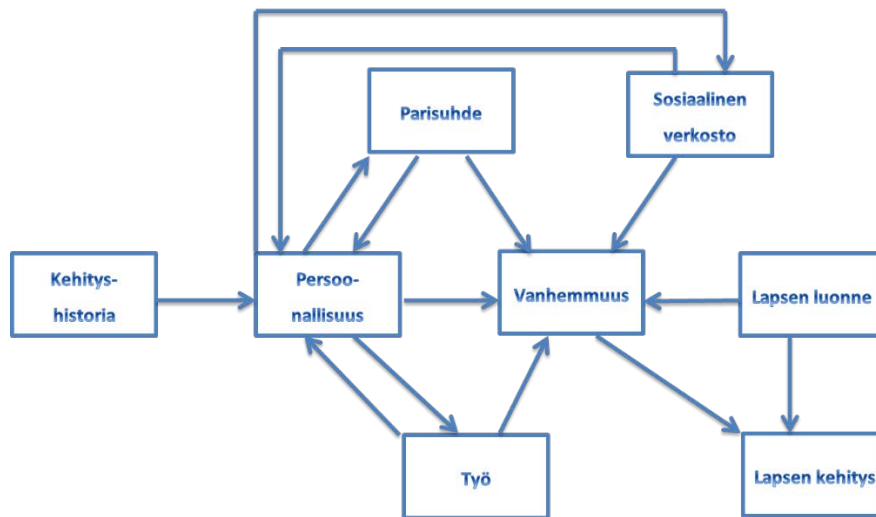 Parisuhde
Sosiaalinen
verkosto
Kehitys-
historia
Persoo-
nallisuus
Vanhemmuus
Lapsen luonne
Työ
Lapsen kehitys